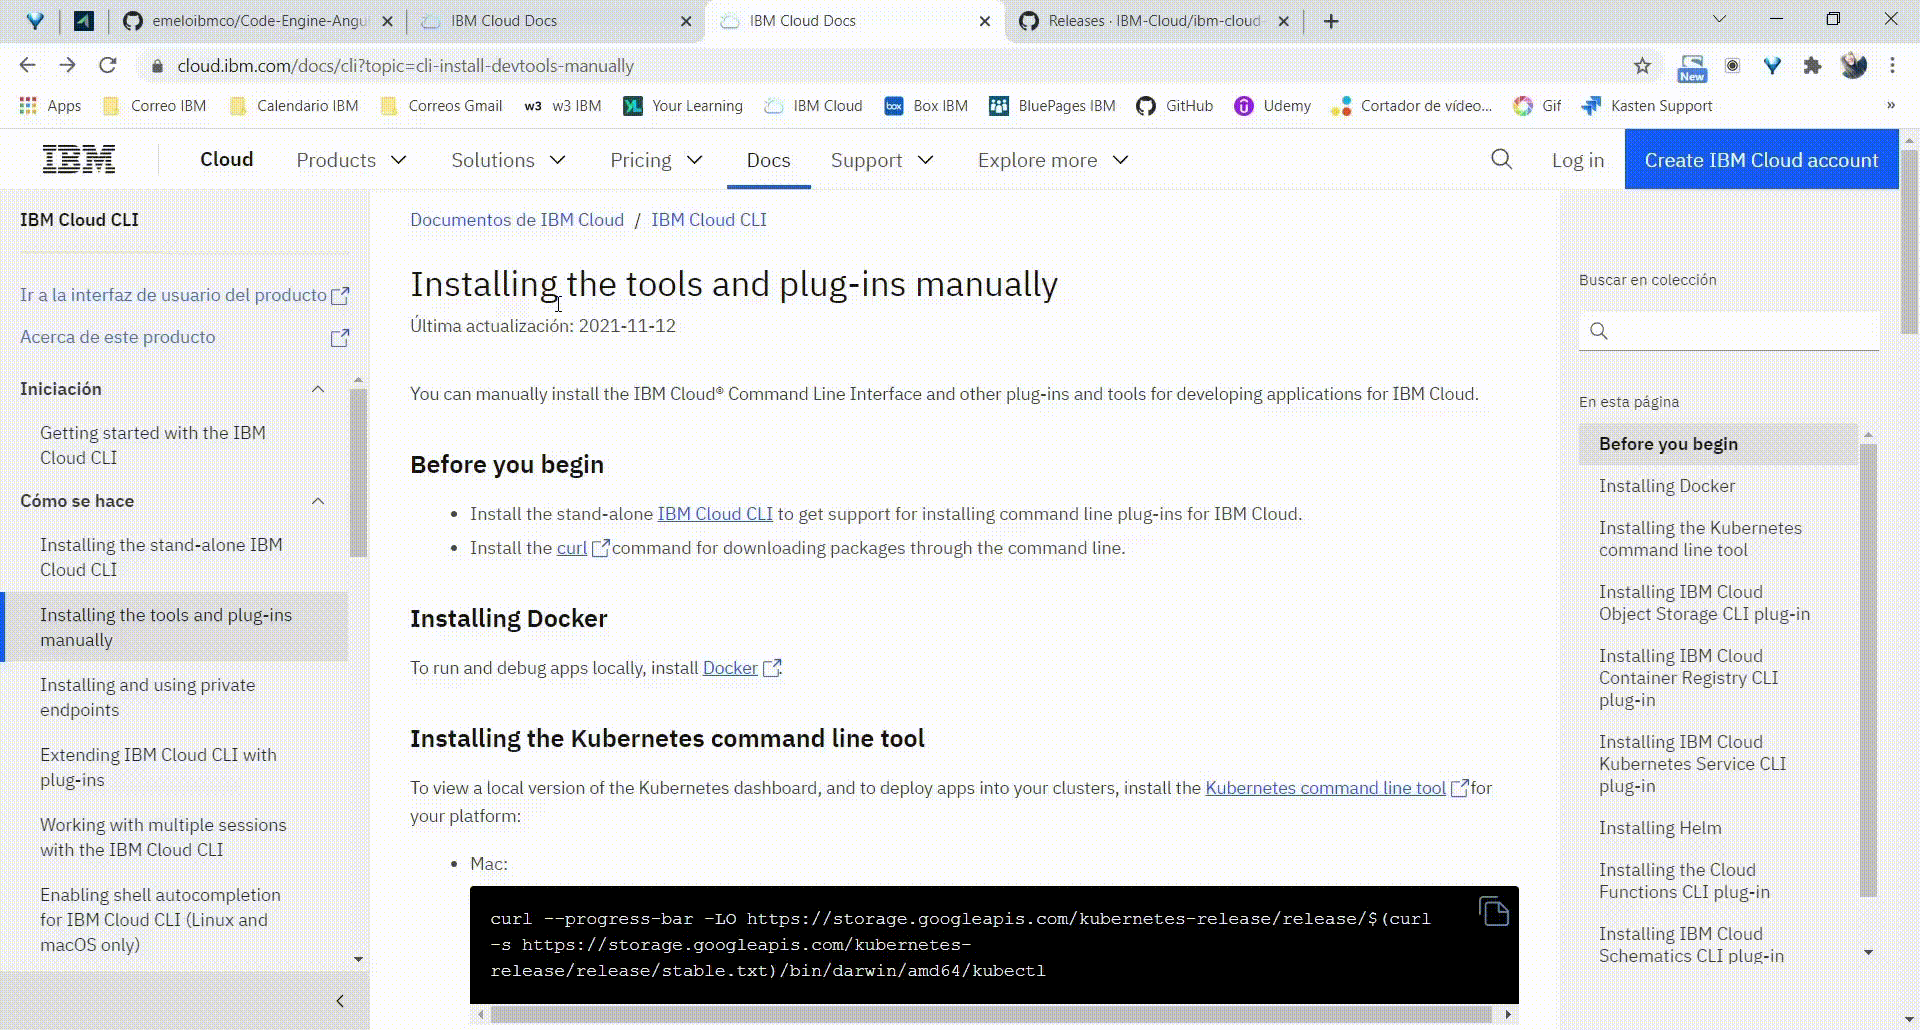 emeloibmco/Code-Engine-Angu
IBM Cloud Docs
IBM Cloud Docs
Releases · IBM-Cloud/ibm-cloud-
cloud.ibm.com/docs/cli?topic=cli-install-devtools-manually
New
Apps
Correo IBM
Calendario IBM
Correos Gmail
w3 w3 IBM
Your Learning
IBM Cloud
box Box IBM
BluePages IBM
GitHub
Udemy
Cortador de vídeo...
Gif
Kasten Support
»
IBM
Cloud
Products
Solutions
Pricing
Docs
Support
Explore more
Log in
Create IBM Cloud account
IBM Cloud CLI
Ir a la interfaz de usuario del producto
Acerca de este producto
Iniciación
Getting started with the IBM
Cloud CLI
Cómo se hace
Installing the stand-alone IBM
Cloud CLI
Installing the tools and plug-ins
manually
Installing and using private
endpoints
Extending IBM Cloud CLI with
plug-ins
Working with multiple sessions
with the IBM Cloud CLI
Enabling shell autocompletion
for IBM Cloud CLI (Linux and
macOS only)
Documentos de IBM Cloud / IBM Cloud CLI
Installing the tools and plug-ins manually
Última actualización: 2021-11-12
You can manually install the IBM Cloud® Command Line Interface and other plug-ins and tools for developing applications for IBM Cloud.
Before you begin
• Install the stand-alone IBM Cloud CLI to get support for installing command line plug-ins for IBM Cloud.
• Install the curl command for downloading packages through the command line.
Installing Docker
To run and debug apps locally, install Docker.
Installing the Kubernetes command line tool
To view a local version of the Kubernetes dashboard, and to deploy apps into your clusters, install the Kubernetes command line tool for
your platform:
• Mac:
curl --progress-bar -LO https://storage.googleapis.com/kubernetes-release/release/$(curl
-s https://storage.googleapis.com/kubernetes-
release/release/stable.txt)/bin/darwin/amd64/kubectl
Buscar en colección
En esta página
Before you begin
Installing Docker
Installing the Kubernetes
command line tool
Installing IBM Cloud
Object Storage CLI plug-in
Installing IBM Cloud
Container Registry CLI
plug-in
Installing IBM Cloud
Kubernetes Service CLI
plug-in
Installing Helm
Installing the Cloud
Functions CLI plug-in
Installing IBM Cloud
Schematics CLI plug-in